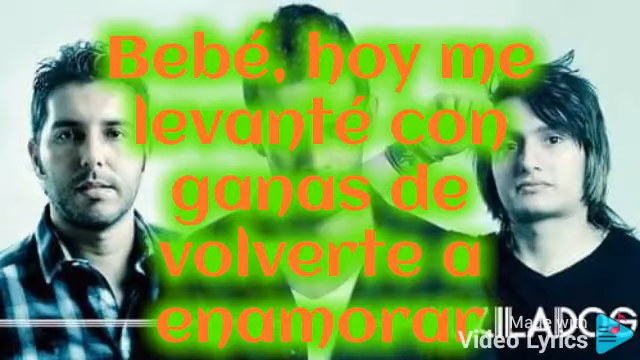 Bebé, hoy me
levanté con
ganas de
volverte a
enamorar
Made with
Video Lyrics